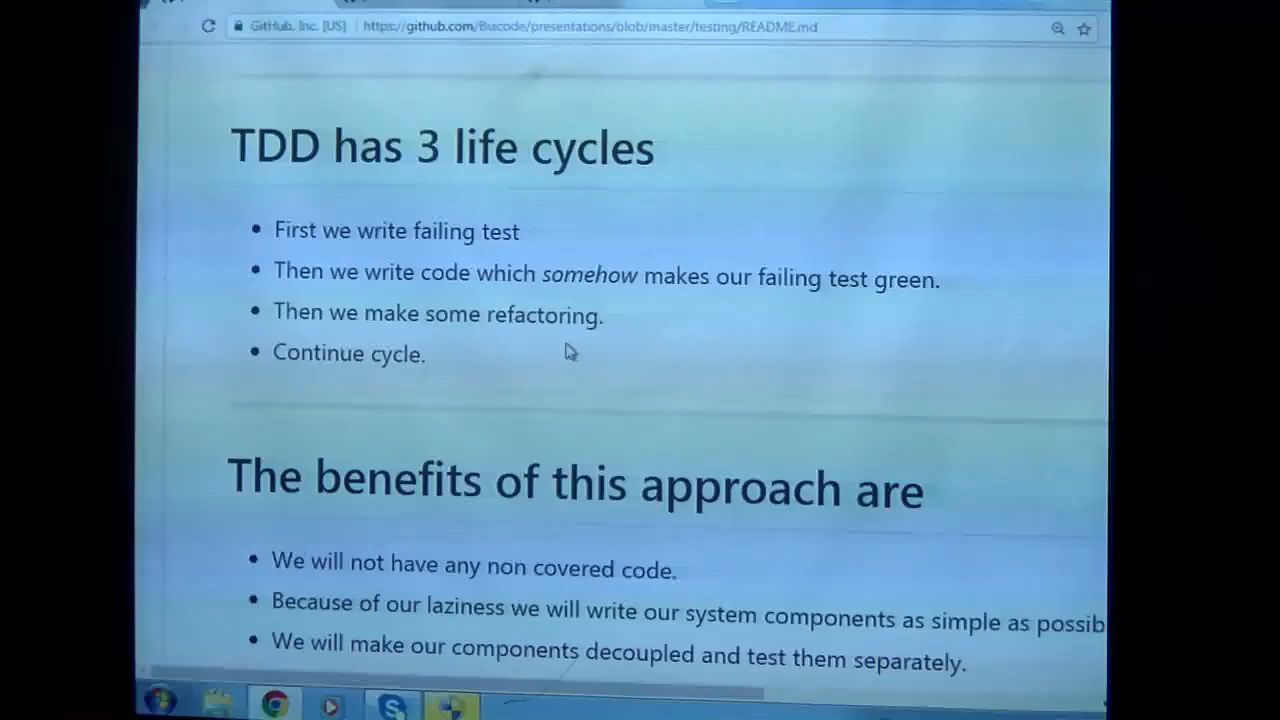 GitHub, Inc. [US] https://github.com/Biacode/presentations/blob/master/testing/README.md
TDD has 3 life cycles
First we write failing test
Then we write code which somehow makes our failing test green.
Then we make some refactoring.
Continue cycle.
The benefits of this approach are
We will not have any non covered code.
Because of our laziness we will write our system components as simple as possib
We will make our components decoupled and test them separately.